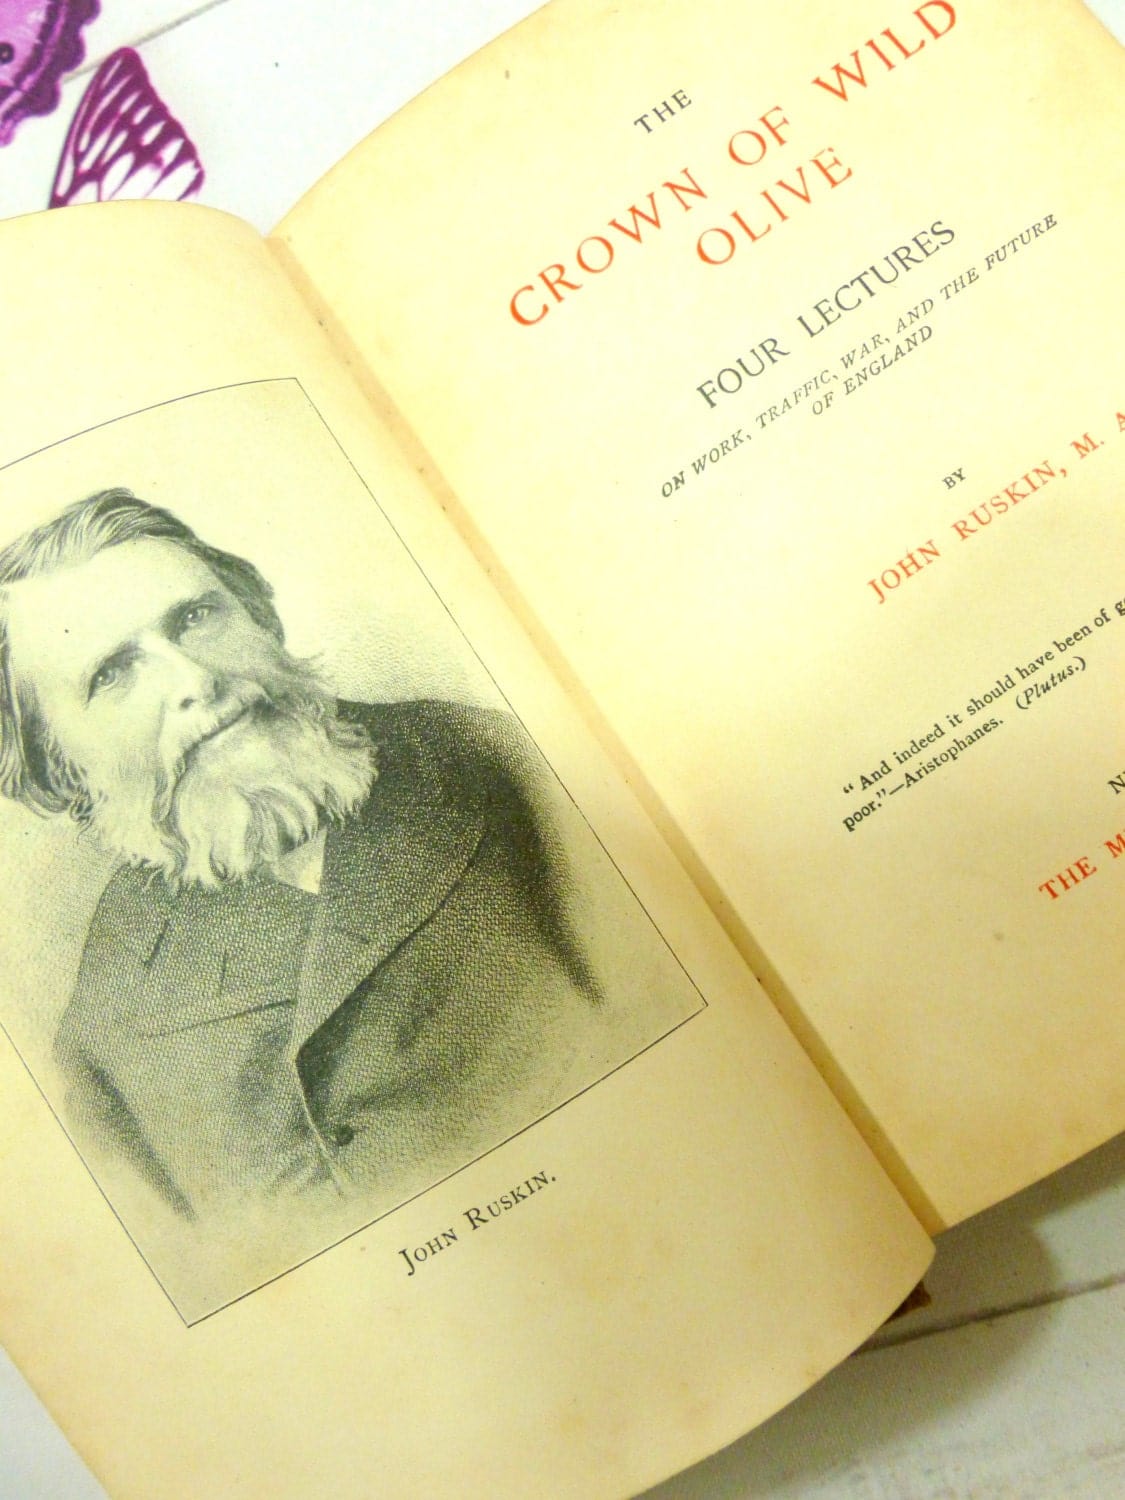 JOHN RUSKIN.
THE
CROWN OF WILD
OLIVE
FOUR LECTURES
ON WORK, TRAFFIC, WAR, AND THE FUTURE
OF ENGLAND
BY
JOHN RUSKIN, M. A
"And indeed it should have been of
poor."—Aristophanes. (Plutus.)
THE